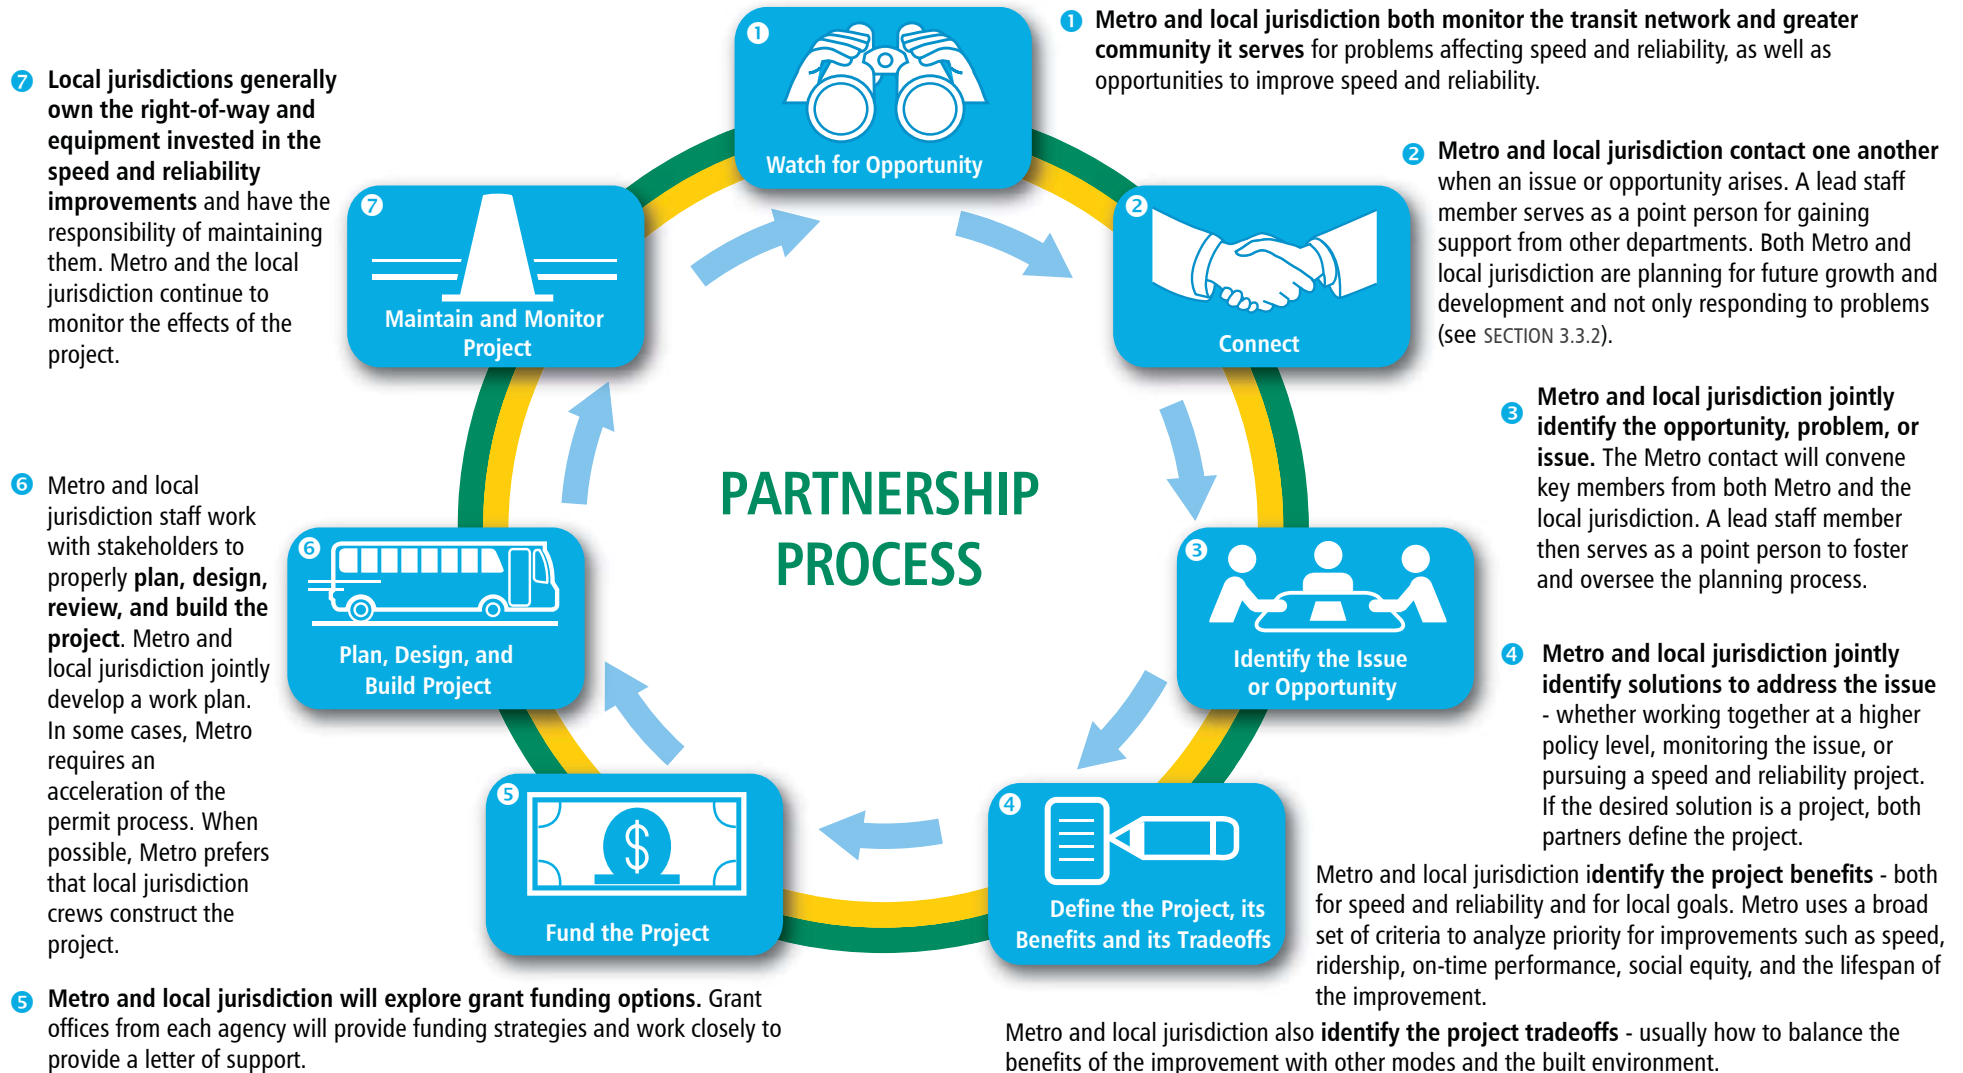 ❶
Watch for Opportunity
❷
Connect
❸
Identify the Issue
or Opportunity
❹
Define the Project, its
Benefits and its Tradeoffs
❺
Fund the Project
❻
Plan, Design, and
Build Project
❼
Maintain and Monitor
Project
PARTNERSHIP
PROCESS
❶ Metro and local jurisdiction both monitor the transit network and greater
community it serves for problems affecting speed and reliability, as well as
opportunities to improve speed and reliability.
❷ Metro and local jurisdiction contact one another
when an issue or opportunity arises. A lead staff
member serves as a point person for gaining
support from other departments. Both Metro and
local jurisdiction are planning for future growth and
development and not only responding to problems
(see SECTION 3.3.2).
❸ Metro and local jurisdiction jointly
identify the opportunity, problem, or
issue. The Metro contact will convene
key members from both Metro and the
local jurisdiction. A lead staff member
then serves as a point person to foster
and oversee the planning process.
❹ Metro and local jurisdiction jointly
identify solutions to address the issue
- whether working together at a higher
policy level, monitoring the issue, or
pursuing a speed and reliability project.
If the desired solution is a project, both
partners define the project.
Metro and local jurisdiction identify the project benefits - both
for speed and reliability and for local goals. Metro uses a broad
set of criteria to analyze priority for improvements such as speed,
ridership, on-time performance, social equity, and the lifespan of
the improvement.
Metro and local jurisdiction also identify the project tradeoffs - usually how to balance the
benefits of the improvement with other modes and the built environment.
❺ Metro and local jurisdiction will explore grant funding options. Grant
offices from each agency will provide funding strategies and work closely to
provide a letter of support.
❻ Metro and local
jurisdiction staff work
with stakeholders to
properly plan, design,
review, and build the
project. Metro and
local jurisdiction jointly
develop a work plan.
In some cases, Metro
requires an
acceleration of the
permit process. When
possible, Metro prefers
that local jurisdiction
crews construct the
project.
❼ Local jurisdictions generally
own the right-of-way and
equipment invested in the
speed and reliability
improvements and have the
responsibility of maintaining
them. Metro and the local
jurisdiction continue to
monitor the effects of the
project.
$